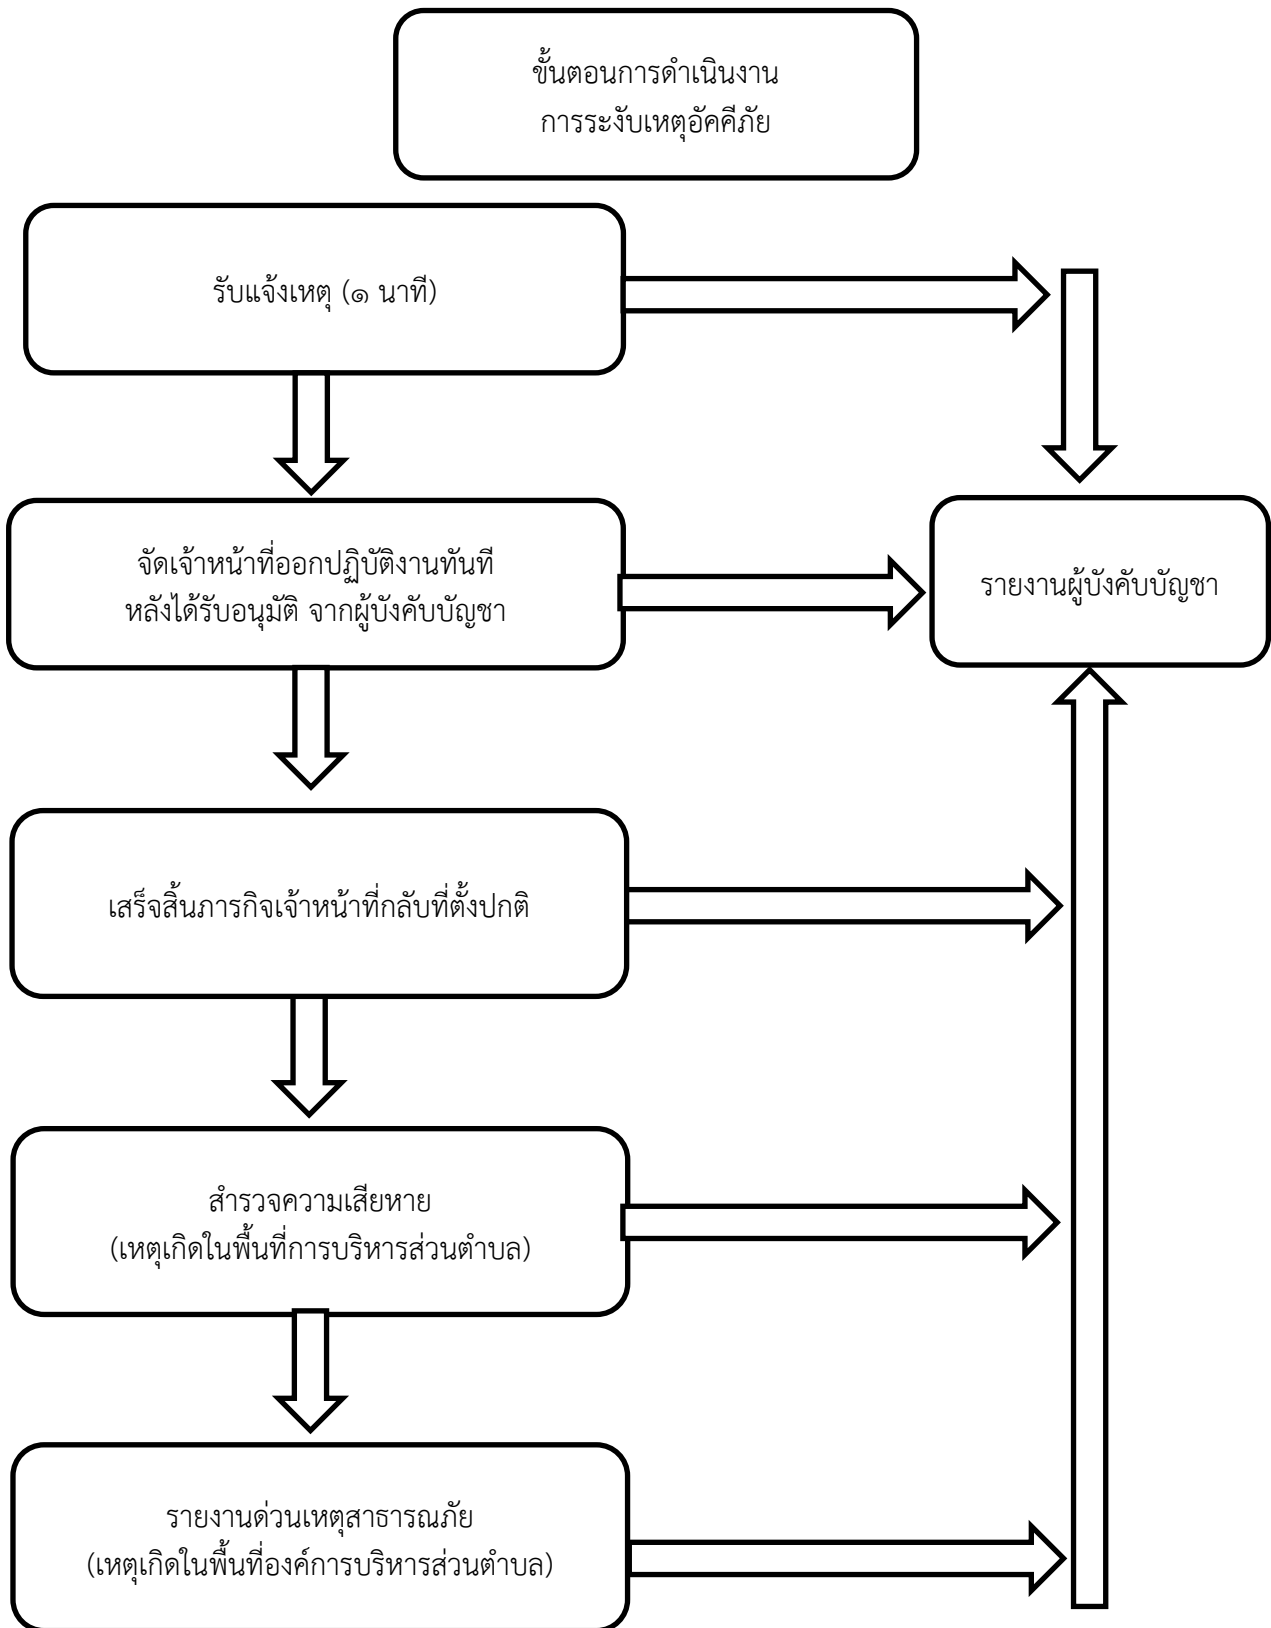 ขั้นตอนการดำเนินงาน
การระงับเหตุอัคคีภัย
รับแจ้งเหตุ (๑ นาที)
จัดเจ้าหน้าที่ออกปฏิบัติงานทันที
หลังได้รับอนุมัติ จากผู้บังคับบัญชา
รายงานผู้บังคับบัญชา
เสร็จสิ้นภารกิจเจ้าหน้าที่กลับที่ตั้งปกติ
สำรวจความเสียหาย
(เหตุเกิดในพื้นที่การบริหารส่วนตำบล)
รายงานด่วนเหตุสาธารณภัย
(เหตุเกิดในพื้นที่องค์การบริหารส่วนตำบล)